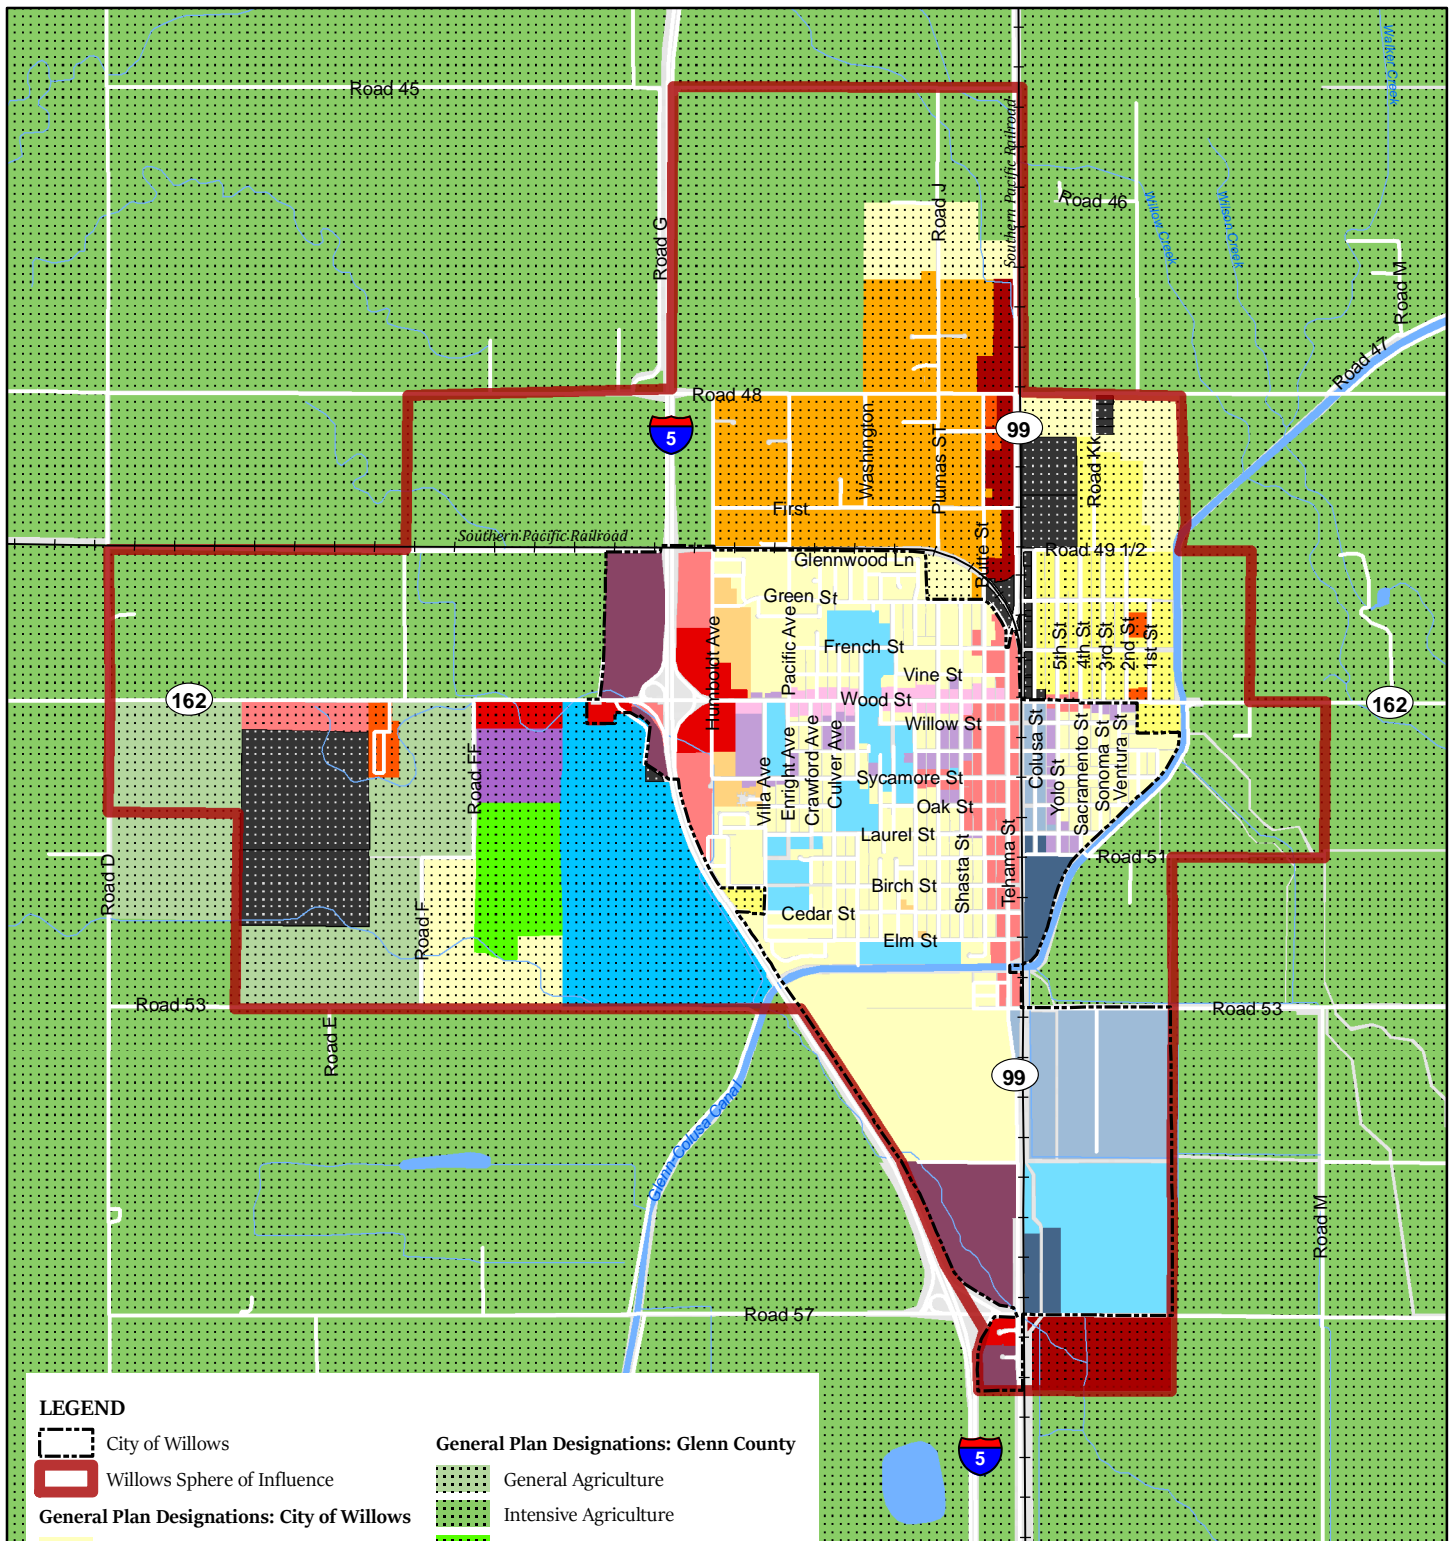 Walker Creek
Road 45
Southern Pacific Railroad
Road J
Road 46
Willow Creek
Wilson Creek
Road G
Road M
Road 47
Road 48
5
99
Washington
Plumas ST
Road Kk
First
Southern Pacific Railroad
Butte St
Road 49 1/2
Glennwood Ln
Green St
Pacific Ave
French St
5th St
4th St
3rd St
2nd St
1st St
Humboldt Ave
Vine St
162
Wood St
162
Willow St
Colusa St
Sacramento St
Sonoma St
Ventura St
Road FF
Villa Ave
Enright Ave
Crawford Ave
Culver Ave
Sycamore St
Yolo St
Oak St
Laurel St
Shasta St
Tehama St
Road 51
Road D
Birch St
Road F
Cedar St
Elm St
Road 53
Road 53
Road E
99
Glenn-Colusa Canal
Road M
Road 57
5
LEGEND
City of Willows
Willows Sphere of Influence
General Plan Designations: City of Willows
General Plan Designations: Glenn County
General Agriculture
Intensive Agriculture